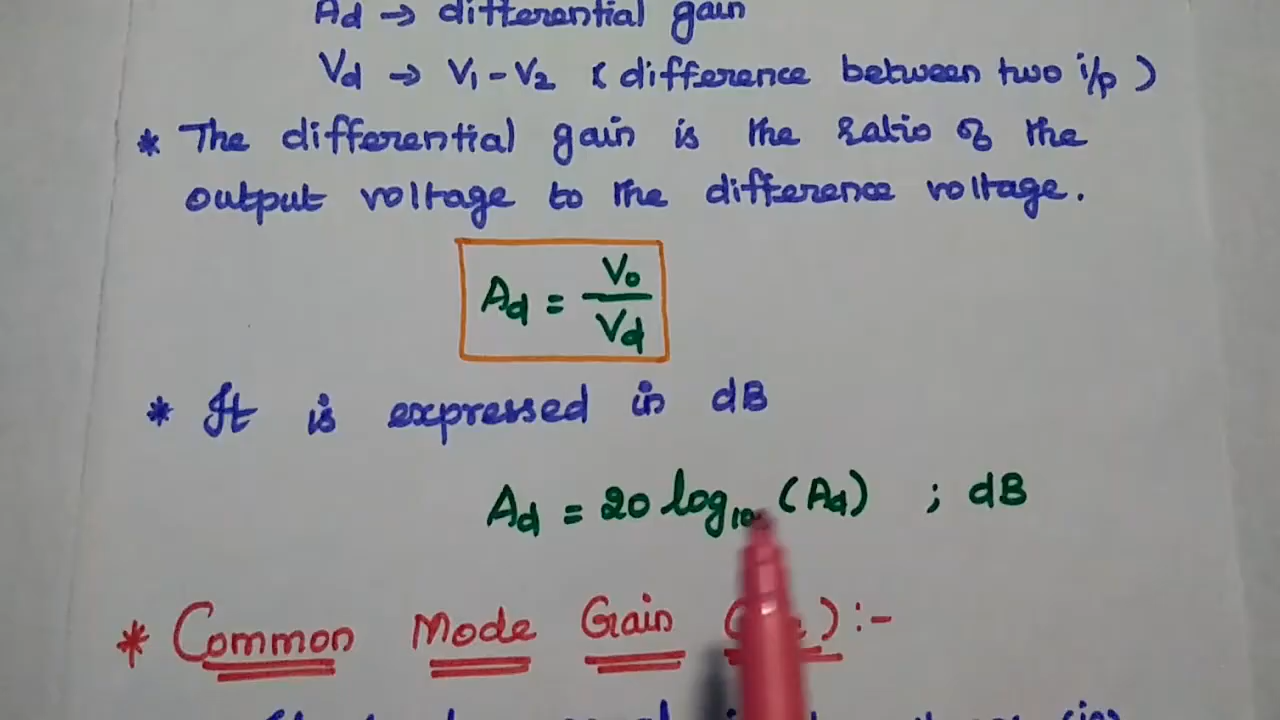 Ad → differential gain
Vd → V1 - V2 (difference between two i/p)
* The differential gain is the ratio of the
output voltage to the difference voltage.
Ad = Vo / Vd
* It is expressed in dB
Ad = 20 log10 (Ad) ; dB
* Common Mode Gain ( ):-